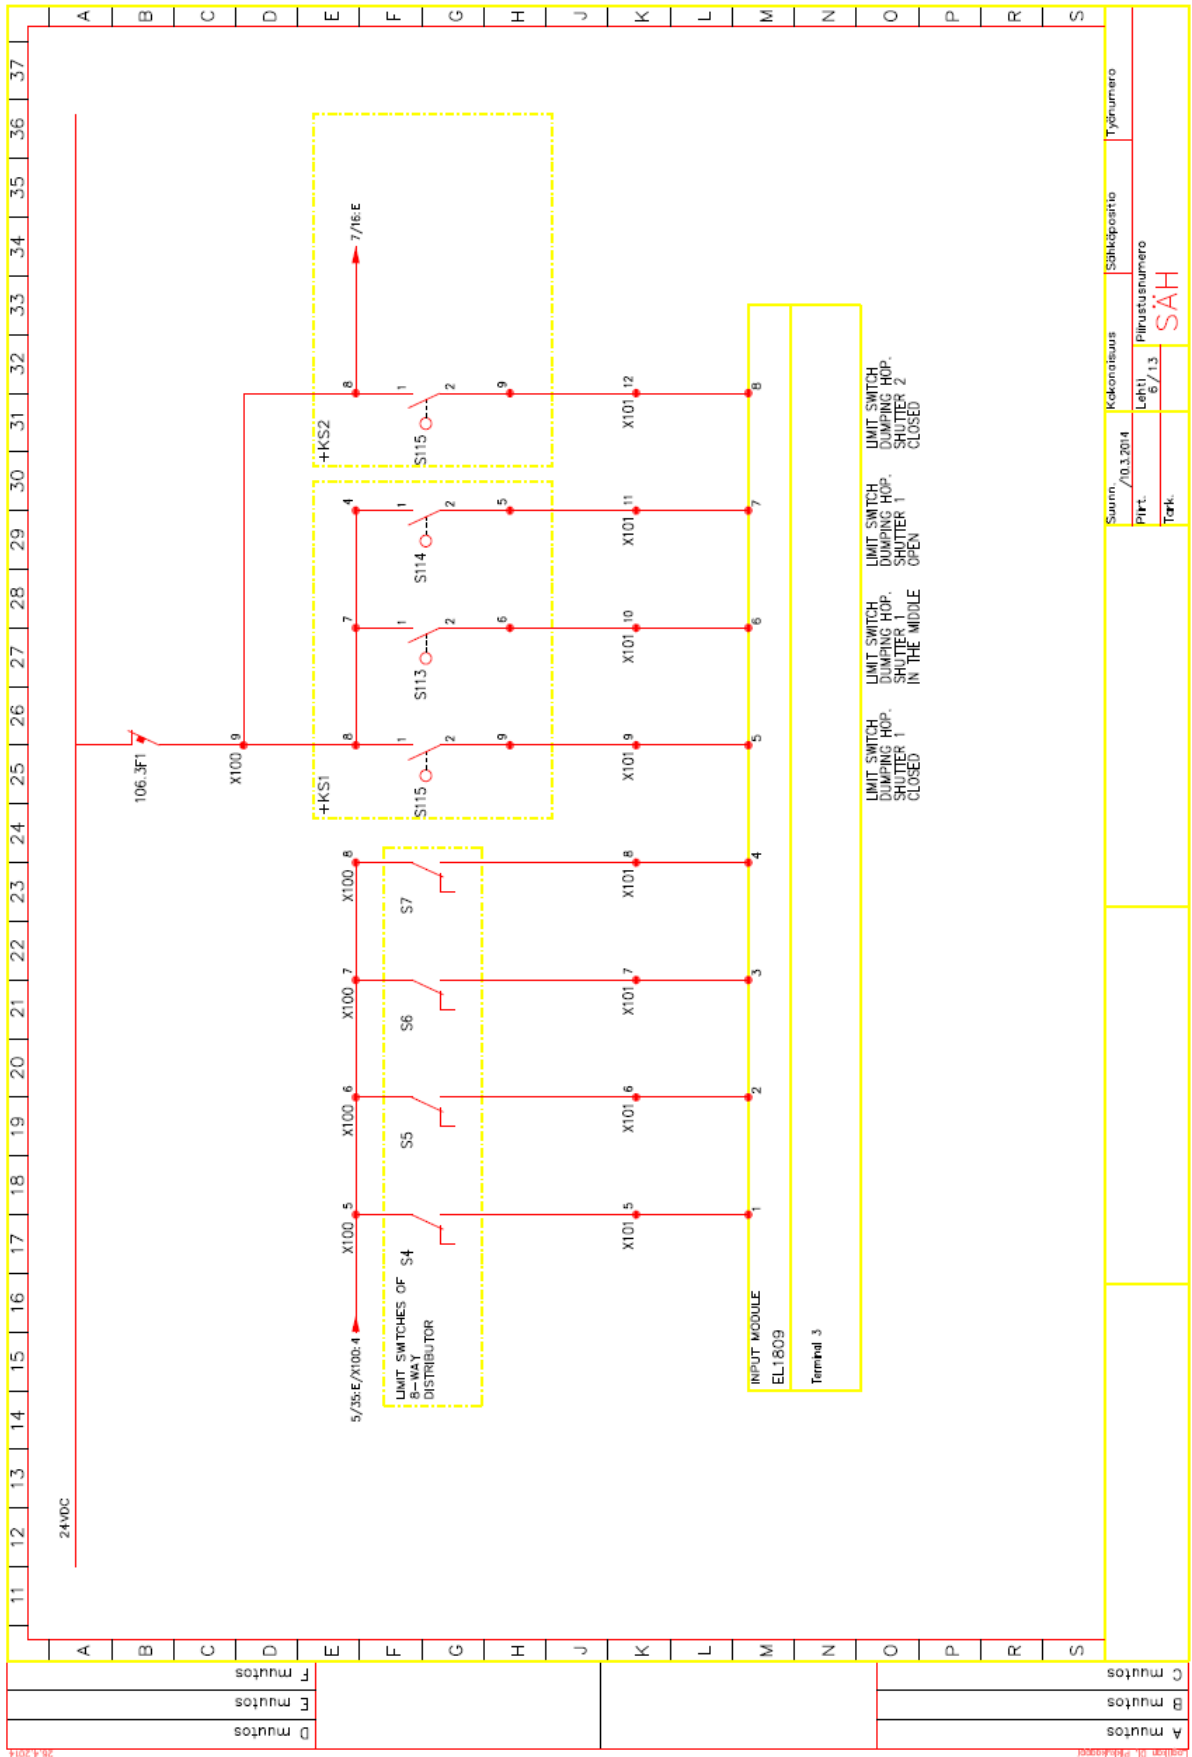 11 12 13 14 15 16 17 18 19 20 21 22 23 24 25 26 27 28 29 30 31 32 33 34 35 36 37
A
B
C
D
E
F
G
H
J
K
L
M
N
O
P
R
S
24VDC
106.3F1
X100 9
+KS1
+KS2
5/35:E/X100:4
X100 5
X100 6
X100 7
X100 8
8
7
4
8
7/16:E
LIMIT SWITCHES OF
8-WAY
DISTRIBUTOR
S4
S5
S6
S7
S115 1 2
S113 1 2
S114 1 2
S115 1 2
9
6
5
9
X101 5
X101 6
X101 7
X101 8
X101 9
X101 10
X101 11
X101 12
INPUT MODULE
EL1809
1 2 3 4 5 6 7 8
Terminal 3
LIMIT SWITCH
DUMPING HOP.
SHUTTER 1
CLOSED
LIMIT SWITCH
DUMPING HOP.
SHUTTER 1
IN THE MIDDLE
LIMIT SWITCH
DUMPING HOP.
SHUTTER 1
OPEN
LIMIT SWITCH
DUMPING HOP.
SHUTTER 2
CLOSED
A
B
C
D
E
F
G
H
J
K
L
M
N
O
P
R
S
Suunn.
/10.3.2014
Piirt.
Tark.
Kokonaisuus
Lehti
6/13
Sähköpositio
Piirustusnumero
SÄH
Työnumero
A muutos
B muutos
C muutos
D muutos
E muutos
F muutos
26.4.2014